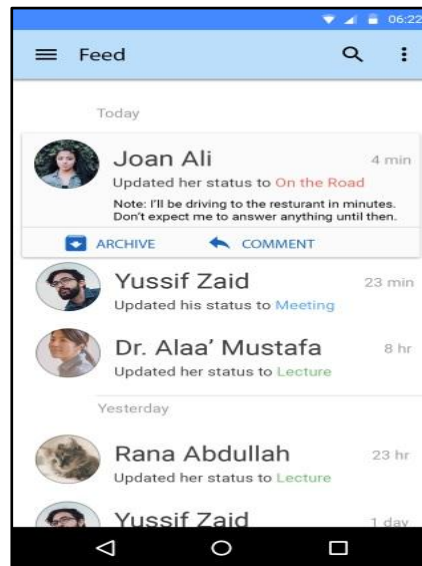 06:22
Feed
Today
Joan Ali
4 min
Updated her status to On the Road
Note: I'll be driving to the resturant in minutes.
Don't expect me to answer anything until then.
ARCHIVE COMMENT
Yussif Zaid
23 min
Updated his status to Meeting
Dr. Alaa' Mustafa
8 hr
Updated her status to Lecture
Yesterday
Rana Abdullah
23 hr
Updated her status to Lecture
Yussif Zaid
1 day